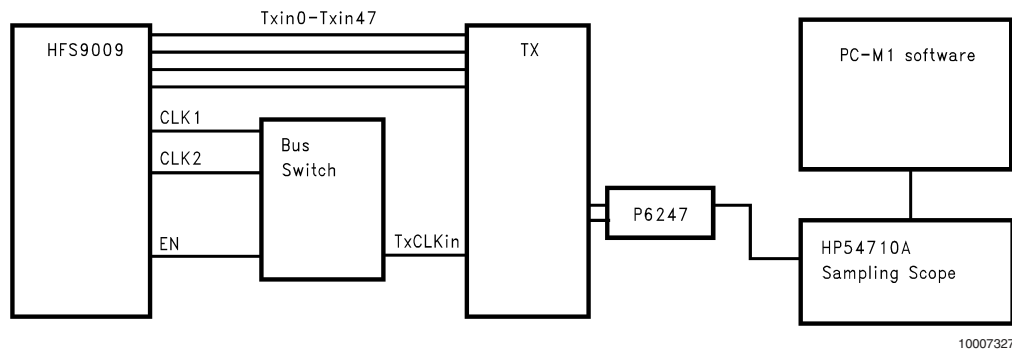 Txin0-Txin47
HFS9009
TX
PC-M1 software
CLK1
Bus
Switch
CLK2
P6247
EN
TxCLKin
HP54710A
Sampling Scope
10007327